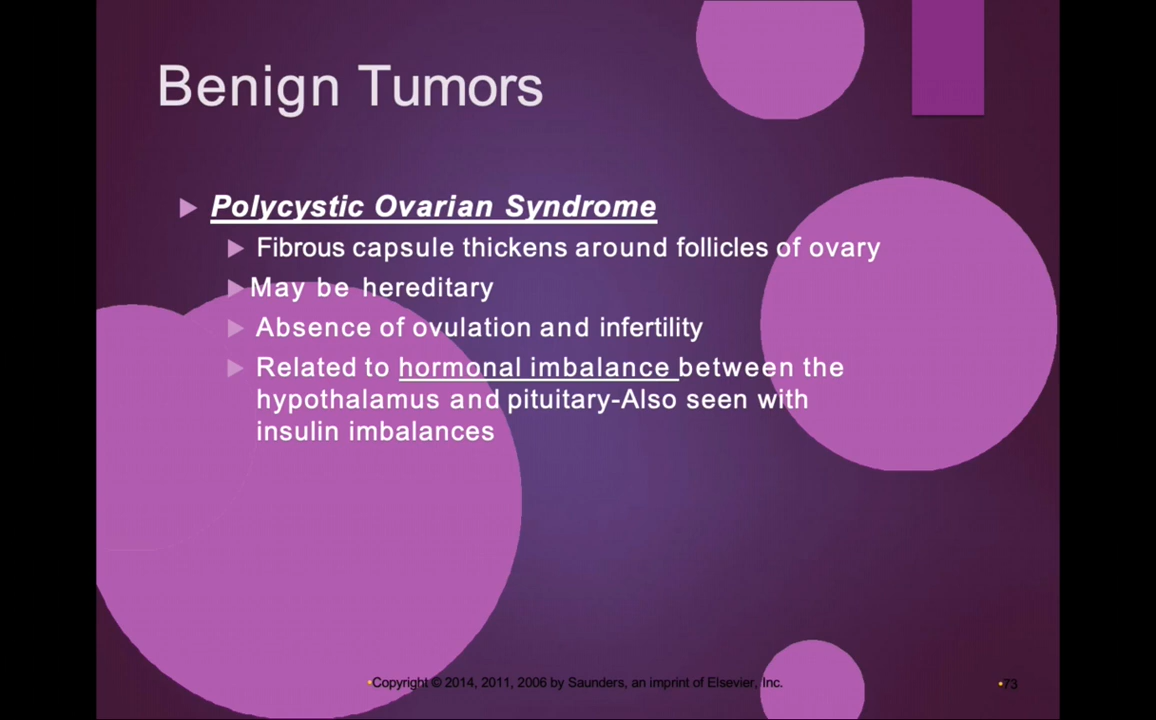 Benign Tumors
Polycystic Ovarian Syndrome
Fibrous capsule thickens around follicles of ovary
May be hereditary
Absence of ovulation and infertility
Related to hormonal imbalance between the
hypothalamus and pituitary-Also seen with
insulin imbalances
•Copyright © 2014, 2011, 2006 by Saunders, an imprint of Elsevier, Inc.
•73